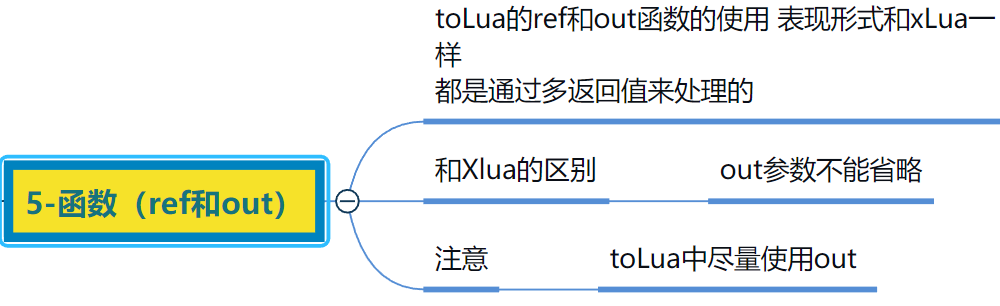 5-函数（ref和out）
toLua的ref和out函数的使用 表现形式和xLua一
样
都是通过多返回值来处理的
和Xlua的区别
out参数不能省略
注意
toLua中尽量使用out